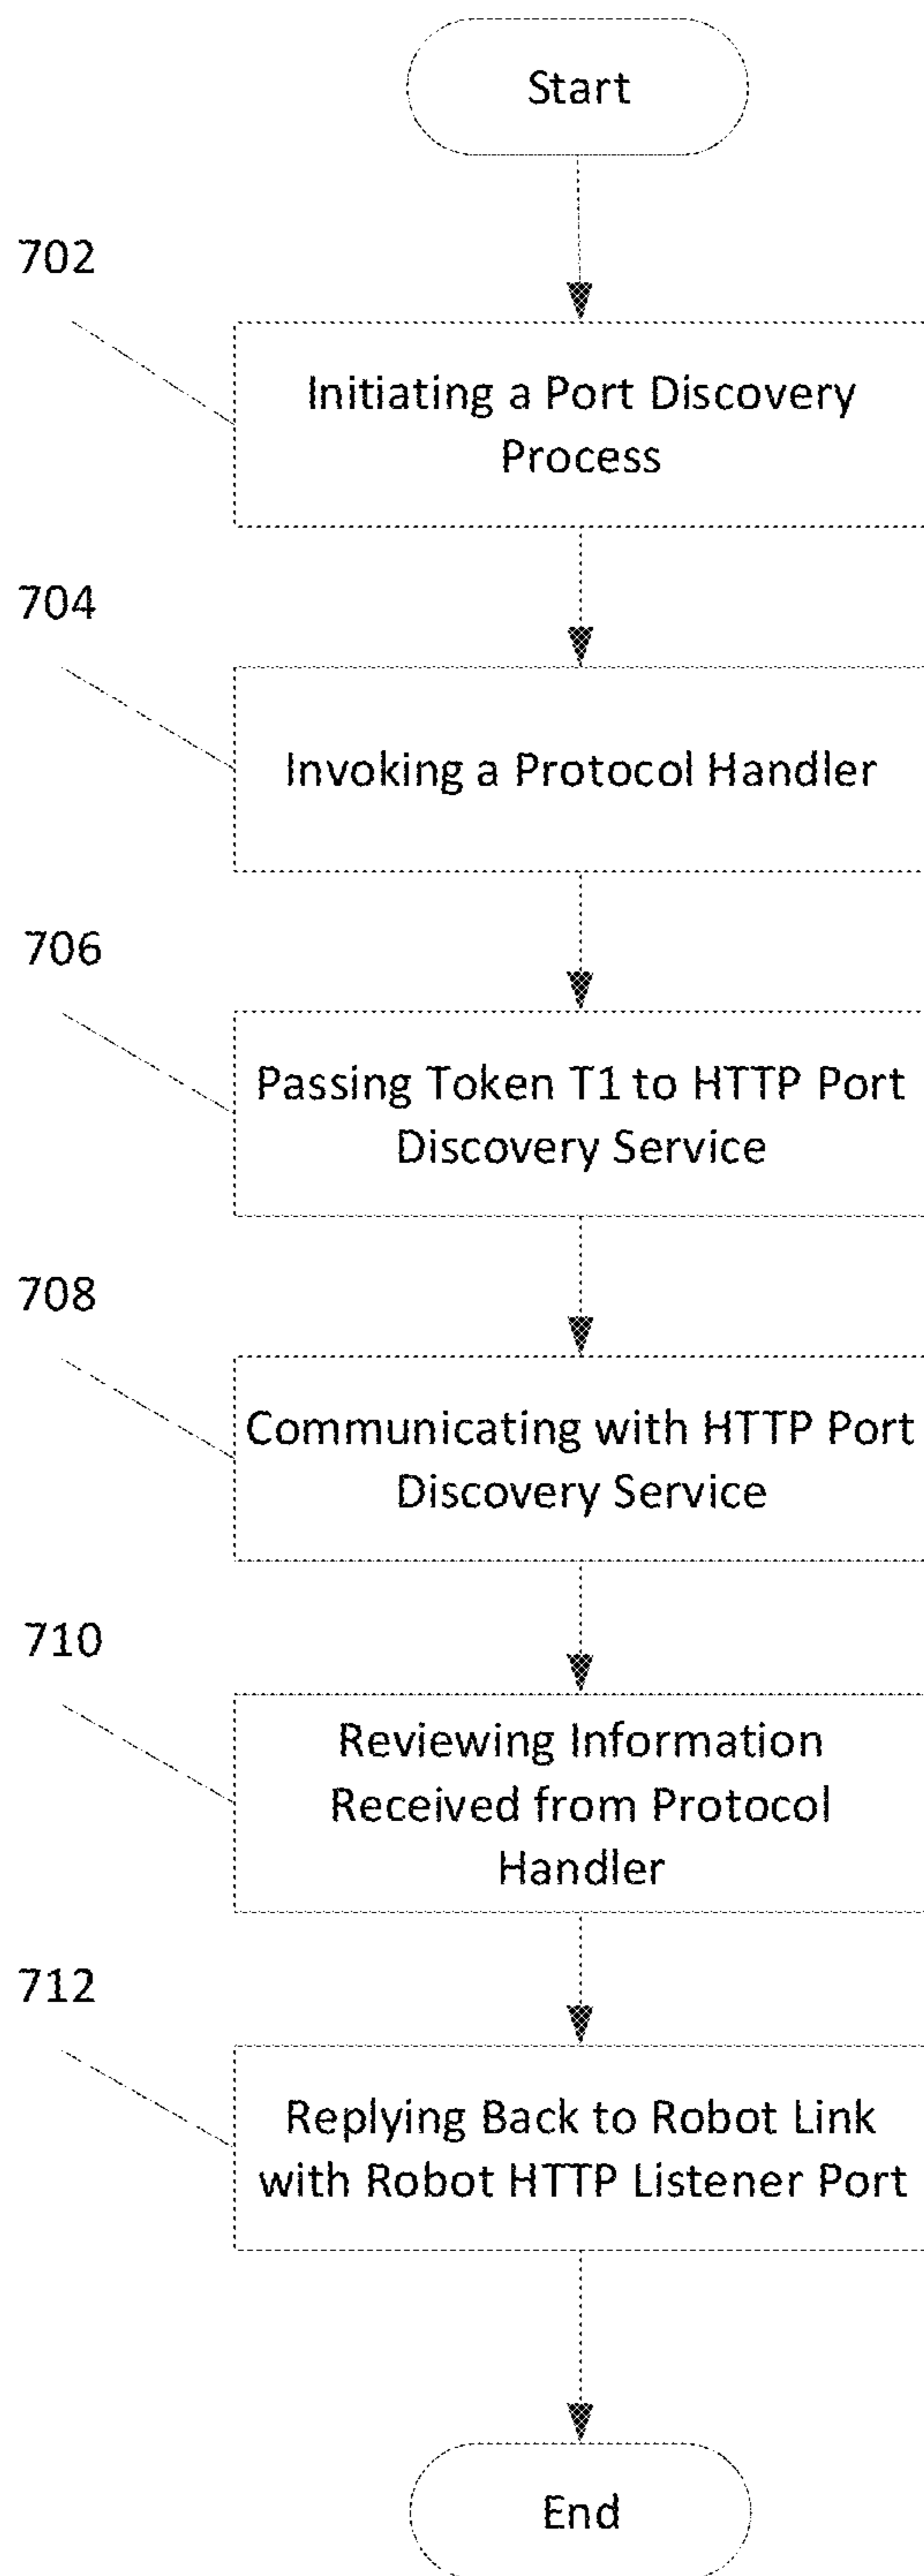 Start
702
Initiating a Port Discovery
Process
704
Invoking a Protocol Handler
706
Passing Token T1 to HTTP Port
Discovery Service
708
Communicating with HTTP Port
Discovery Service
710
Reviewing Information
Received from Protocol
Handler
712
Replying Back to Robot Link
with Robot HTTP Listener Port
End